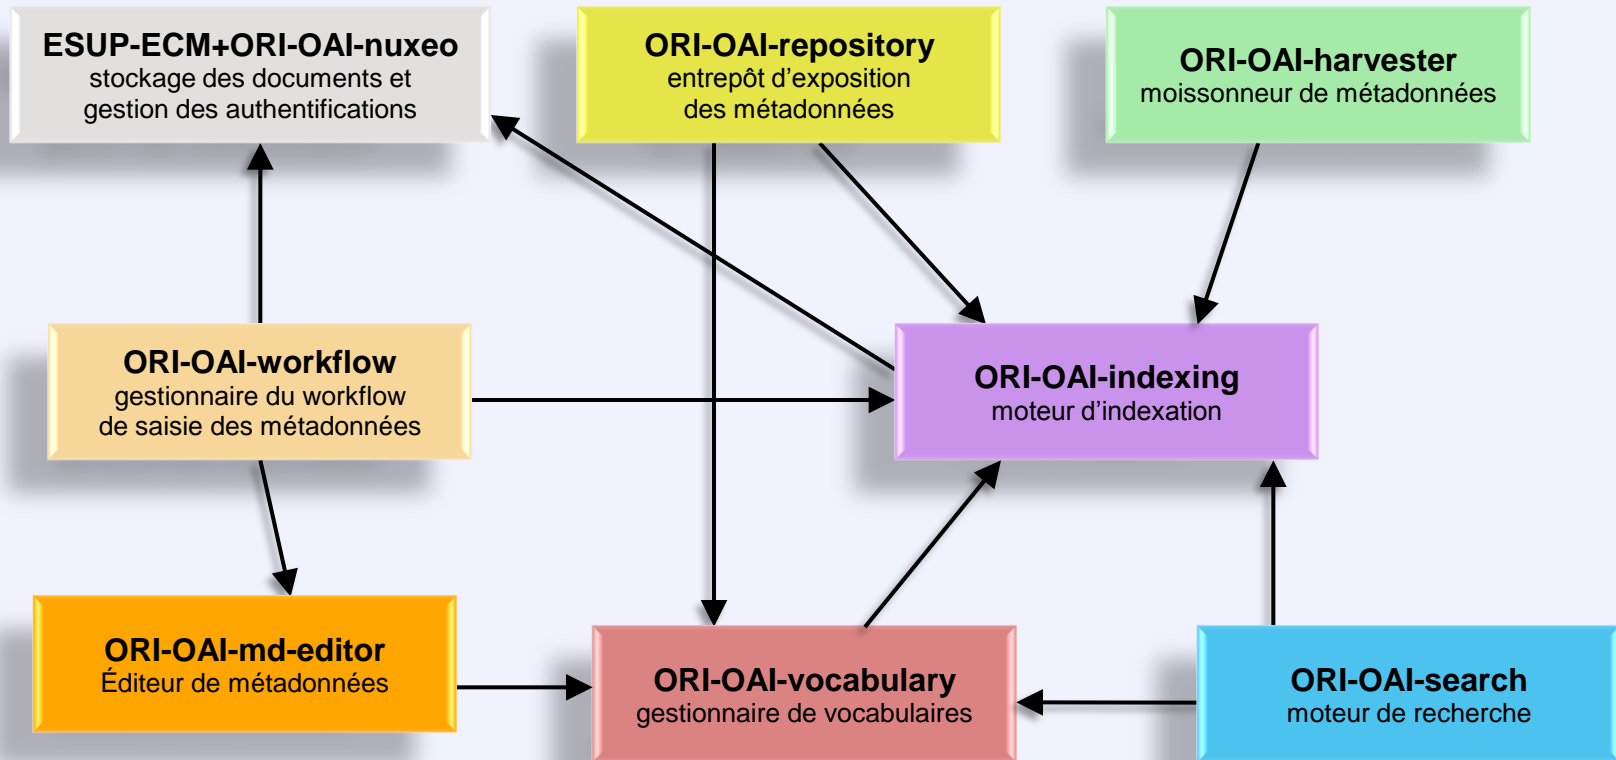 ESUP-ECM+ORI-OAI-nuxeo
stockage des documents et
gestion des authentifications
ORI-OAI-repository
entrepôt d’exposition
des métadonnées
ORI-OAI-harvester
moissonneur de métadonnées
ORI-OAI-workflow
gestionnaire du workflow
de saisie des métadonnées
ORI-OAI-indexing
moteur d’indexation
ORI-OAI-md-editor
Éditeur de métadonnées
ORI-OAI-vocabulary
gestionnaire de vocabulaires
ORI-OAI-search
moteur de recherche